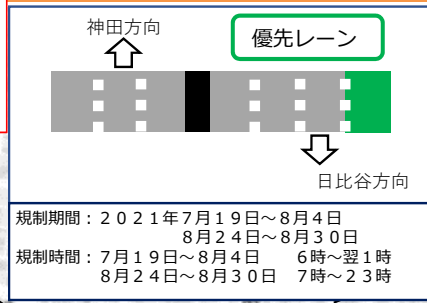 神田方向
優先レーン
日比谷方向
規制期間：２０２１年７月１９日～８月４日
８月２４日～８月３０日
規制時間：７月１９日～８月４日　６時～翌１時
８月２４日～８月３０日　７時～２３時